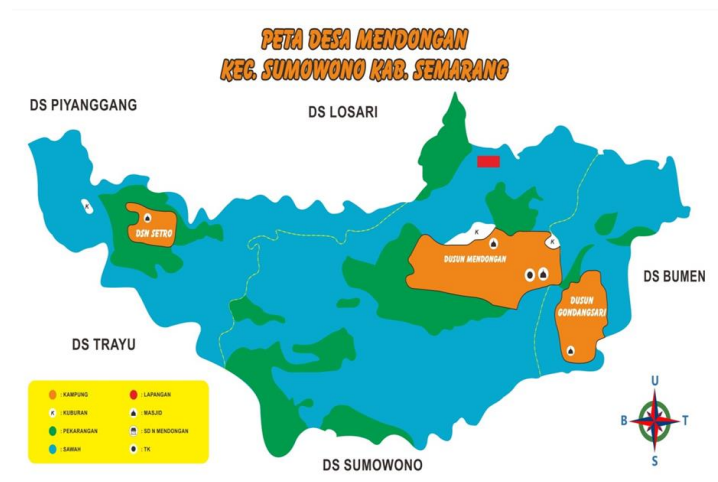 PETA DESA MENDONGAN
KEC. SUMOWONO KAB. SEMARANG
DS PIYANGGANG
DS LOSARI
K
DSN SETRO
K
DUSUN MENDONGAN
K
DS BUMEN
DUSUN
GONDANGSARI
DS TRAYU
: KAMPUNG
: LAPANGAN
K : KUBURAN
: MASJID
: PEKARANGAN
: SD N MENDONGAN
: SAWAH
: TK
U
B
T
S
DS SUMOWONO